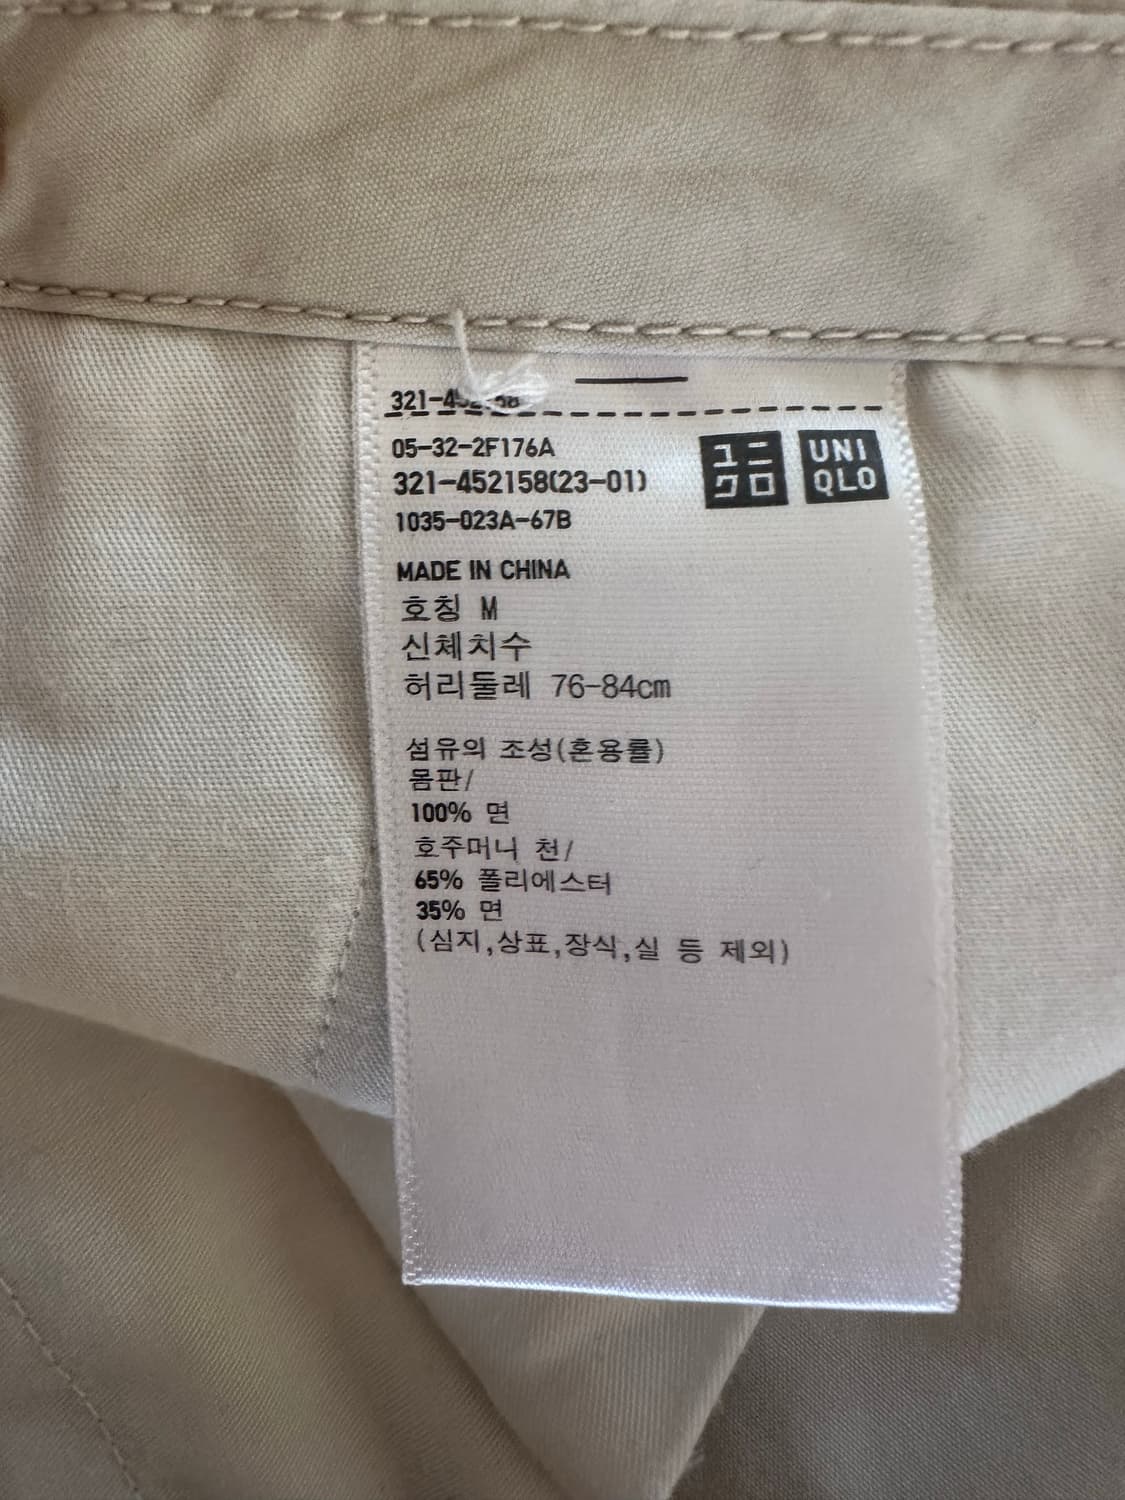 321-452158
05-32-2F176A
321-452158(23-01)
1035-023A-67B
ユニ
クロ
UNI
QLO
MADE IN CHINA
호칭 M
신체치수
허리둘레 76-84cm
섬유의 조성(혼용률)
몸판/
100% 면
호주머니 천/
65% 폴리에스터
35% 면
(심지,상표,장식,실 등 제외)